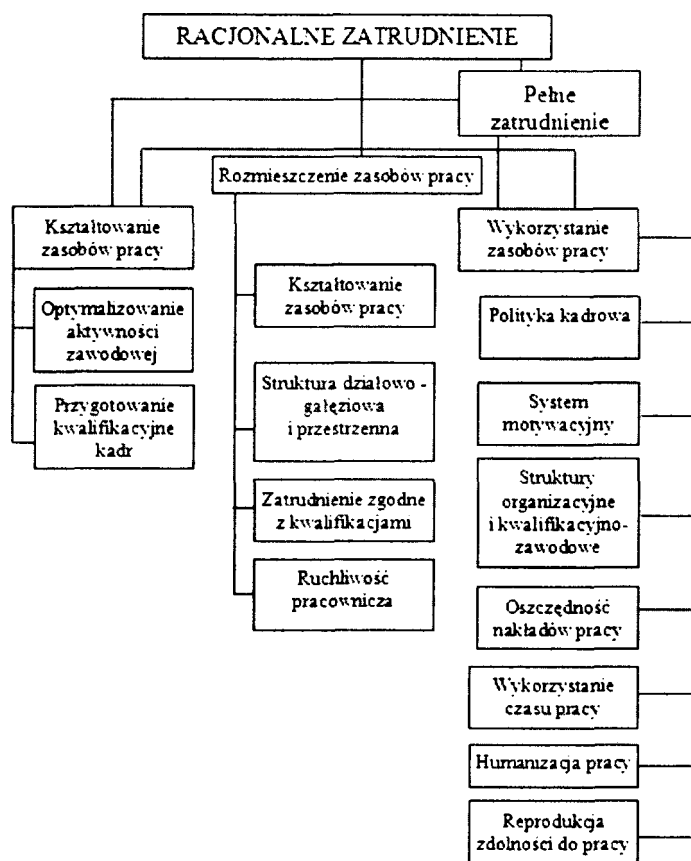 RACJONALNE ZATRUDNIENIE
Pełne
zatrudnienie
Rozmieszczenie zasobów pracy
Kształtowanie
zasobów pracy
Optymalizowanie
aktywności
zawodowej
Przygotowanie
kwalifikacyjne
kadr
Kształtowanie
zasobów pracy
Struktura działowo -
gałęziowa
i przestrzenna
Zatrudnienie zgodne
z kwalifikacjami
Ruchliwość
pracownicza
Wykorzystanie
zasobów pracy
Polityka kadrowa
System
motywacyjny
Struktury
organizacyjne
i kwalifikacyjno-
zawodowe
Oszczędność
nakładów pracy
Wykorzystanie
czasu pracy
Humanizacja pracy
Reprodukcja
zdolności do pracy